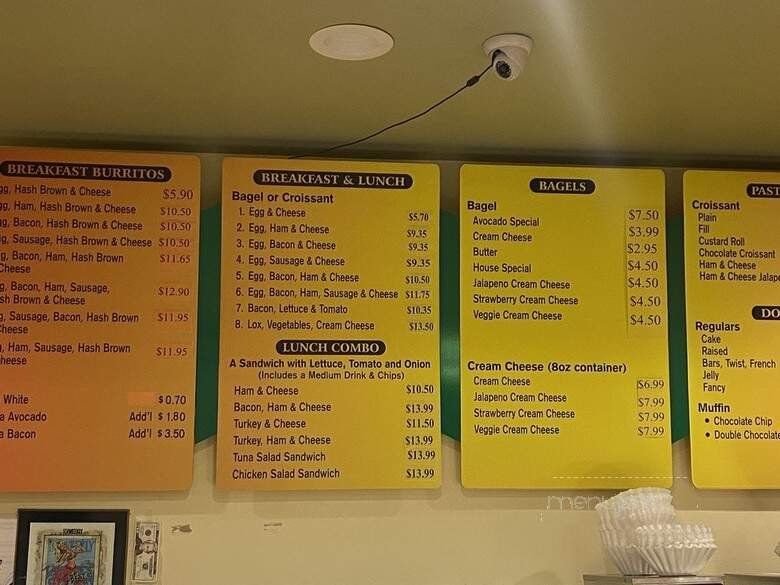 BREAKFAST BURRITOS
gg, Hash Brown & Cheese $5.90
gg, Ham, Hash Brown & Cheese $10.50
g, Bacon, Hash Brown & Cheese $10.50
g, Sausage, Hash Brown & Cheese $10.50
g, Bacon, Ham, Hash Brown $11.65
Cheese
g, Bacon, Ham, Sausage, $12.90
sh Brown & Cheese
g, Sausage, Bacon, Hash Brown $11.95
Cheese
, Ham, Sausage, Hash Brown $11.95
heese
White $0.70
a Avocado Add'l $1.80
a Bacon Add'l $3.50
BREAKFAST & LUNCH
Bagel or Croissant
1. Egg & Cheese $5.70
2. Egg, Ham & Cheese $9.35
3. Egg, Bacon & Cheese $9.35
4. Egg, Sausage & Cheese $9.35
5. Egg, Bacon, Ham & Cheese $10.50
6. Egg, Bacon, Ham, Sausage & Cheese $11.75
7. Bacon, Lettuce & Tomato $10.35
8. Lox, Vegetables, Cream Cheese $13.50
LUNCH COMBO
A Sandwich with Lettuce, Tomato and Onion
(Includes a Medium Drink & Chips)
Ham & Cheese $10.50
Bacon, Ham & Cheese $13.99
Turkey & Cheese $11.50
Turkey, Ham & Cheese $13.99
Tuna Salad Sandwich $13.99
Chicken Salad Sandwich $13.99
BAGELS
Bagel
Avocado Special $7.50
Cream Cheese $3.99
Butter $2.95
House Special $4.50
Jalapeno Cream Cheese $4.50
Strawberry Cream Cheese $4.50
Veggie Cream Cheese $4.50
Cream Cheese (8oz container)
Cream Cheese $6.99
Jalapeno Cream Cheese $7.99
Strawberry Cream Cheese $7.99
Veggie Cream Cheese $7.99
PAST
Croissant
Plain
Fill
Custard Roll
Chocolate Croissant
Ham & Cheese
Ham & Cheese Jalape
DO
Regulars
Cake
Raised
Bars, Twist, French
Jelly
Fancy
Muffin
• Chocolate Chip
• Double Chocolate